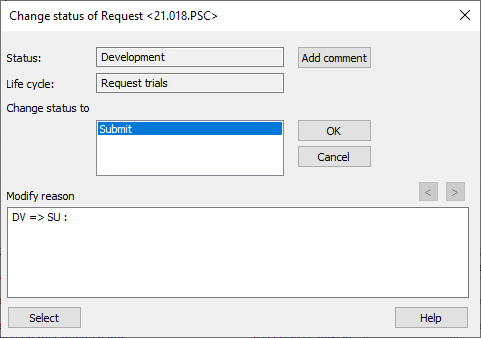 Change status of Request <21.018.PSC>
Status:
Development
Add comment
Life cycle:
Request trials
Change status to
Submit
OK
Cancel
Modify reason
<
>
DV => SU :
Select
Help